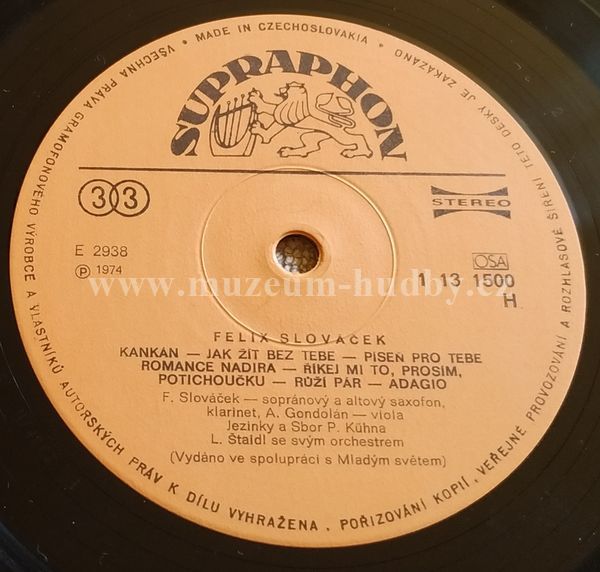 VŠECHNA PRÁVA GRAMOFONOVÉHO VÝROBCE A VLASTNÍKŮ AUTORSKÝCH PRÁV K DÍLU VYHRAŽENA. POŘIZOVÁNÍ KOPIÍ, VEŘEJNÉ PROVOZOVÁNÍ A ROZHLASOVÉ ŠÍŘENÍ TÉTO DESKY JE ZAKÁZÁNO
• MADE IN CZECHOSLOVAKIA •
SUPRAPHON
33
STEREO
E 2938
Ⓟ 1974
OSA
1 13 1500
H
www.muzeum-hudby.cz
FELIX SLOVÁČEK
KANKÁN — JAK ŽÍT BEZ TEBE — PÍSEŇ PRO TEBE
ROMANCE NADIRA — ŘÍKEJ MI TO, PROSÍM,
POTICHOUČKU — RŮŽÍ PÁR — ADAGIO
F. Slováček — sopránový a altový saxofon,
klarinet, A. Gondolán — viola
Jezinky a Sbor P. Kühna
L. Štaidl se svým orchestrem
(Vydáno ve spolupráci s Mladým světem)